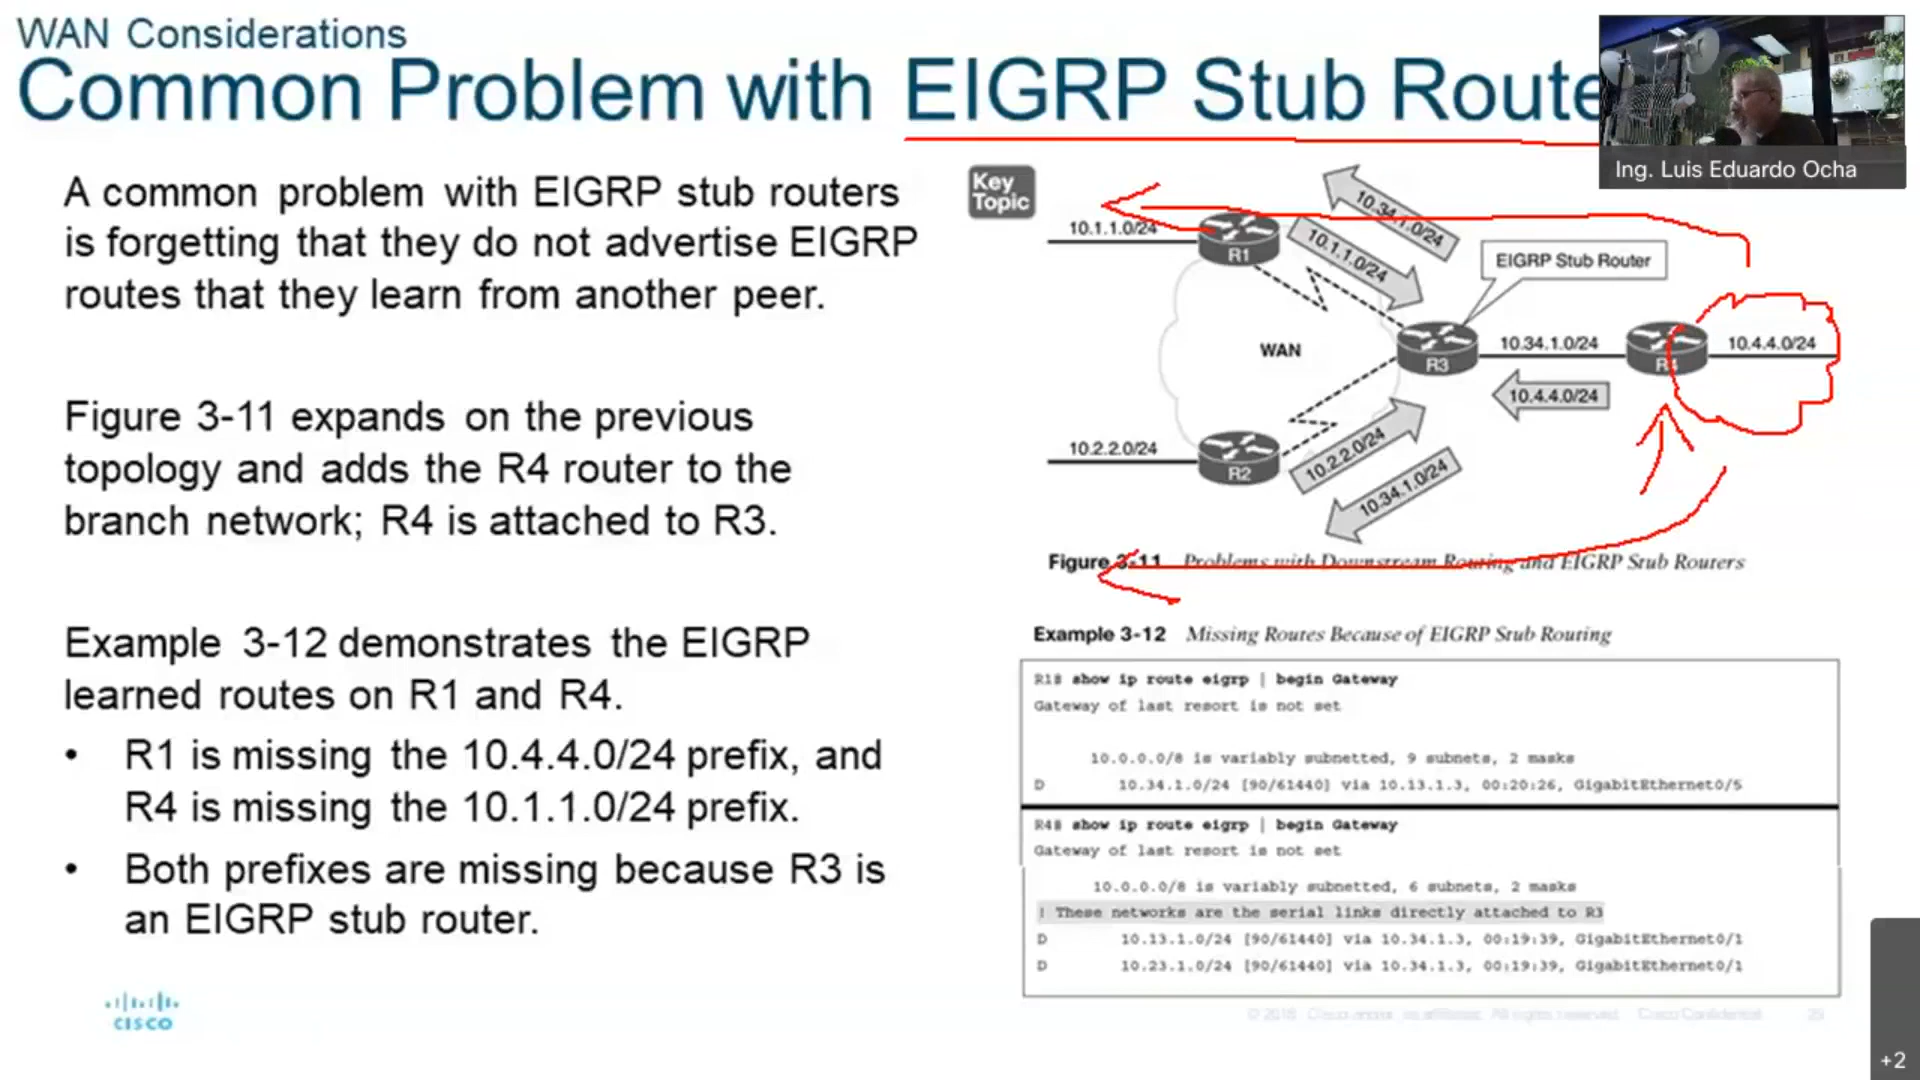 WAN Considerations
Common Problem with EIGRP Stub Route
Ing. Luis Eduardo Ocha
A common problem with EIGRP stub routers
is forgetting that they do not advertise EIGRP
routes that they learn from another peer.
Figure 3-11 expands on the previous
topology and adds the R4 router to the
branch network; R4 is attached to R3.
Example 3-12 demonstrates the EIGRP
learned routes on R1 and R4.
• R1 is missing the 10.4.4.0/24 prefix, and
R4 is missing the 10.1.1.0/24 prefix.
• Both prefixes are missing because R3 is
an EIGRP stub router.
Key
Topic
10.1.1.0/24
R1
10.34.1.0/24
10.1.1.0/24
EIGRP Stub Router
WAN
R3
10.34.1.0/24
R4
10.4.4.0/24
10.4.4.0/24
10.2.2.0/24
R2
10.2.2.0/24
10.34.1.0/24
Figure 3-11 Problems with Downstream Routing and EIGRP Stub Routers
Example 3-12 Missing Routes Because of EIGRP Stub Routing
R1# show ip route eigrp | begin Gateway
Gateway of last resort is not set
10.0.0.0/8 is variably subnetted, 9 subnets, 2 masks
D 10.34.1.0/24 [90/61440] via 10.13.1.3, 00:20:26, GigabitEthernet0/5
R4# show ip route eigrp | begin Gateway
Gateway of last resort is not set
10.0.0.0/8 is variably subnetted, 6 subnets, 2 masks
! These networks are the serial links directly attached to R3
D 10.13.1.0/24 [90/61440] via 10.34.1.3, 00:19:39, GigabitEthernet0/1
D 10.23.1.0/24 [90/61440] via 10.34.1.3, 00:19:39, GigabitEthernet0/1
CISCO
All rights reserved. Cisco Confidential
+2